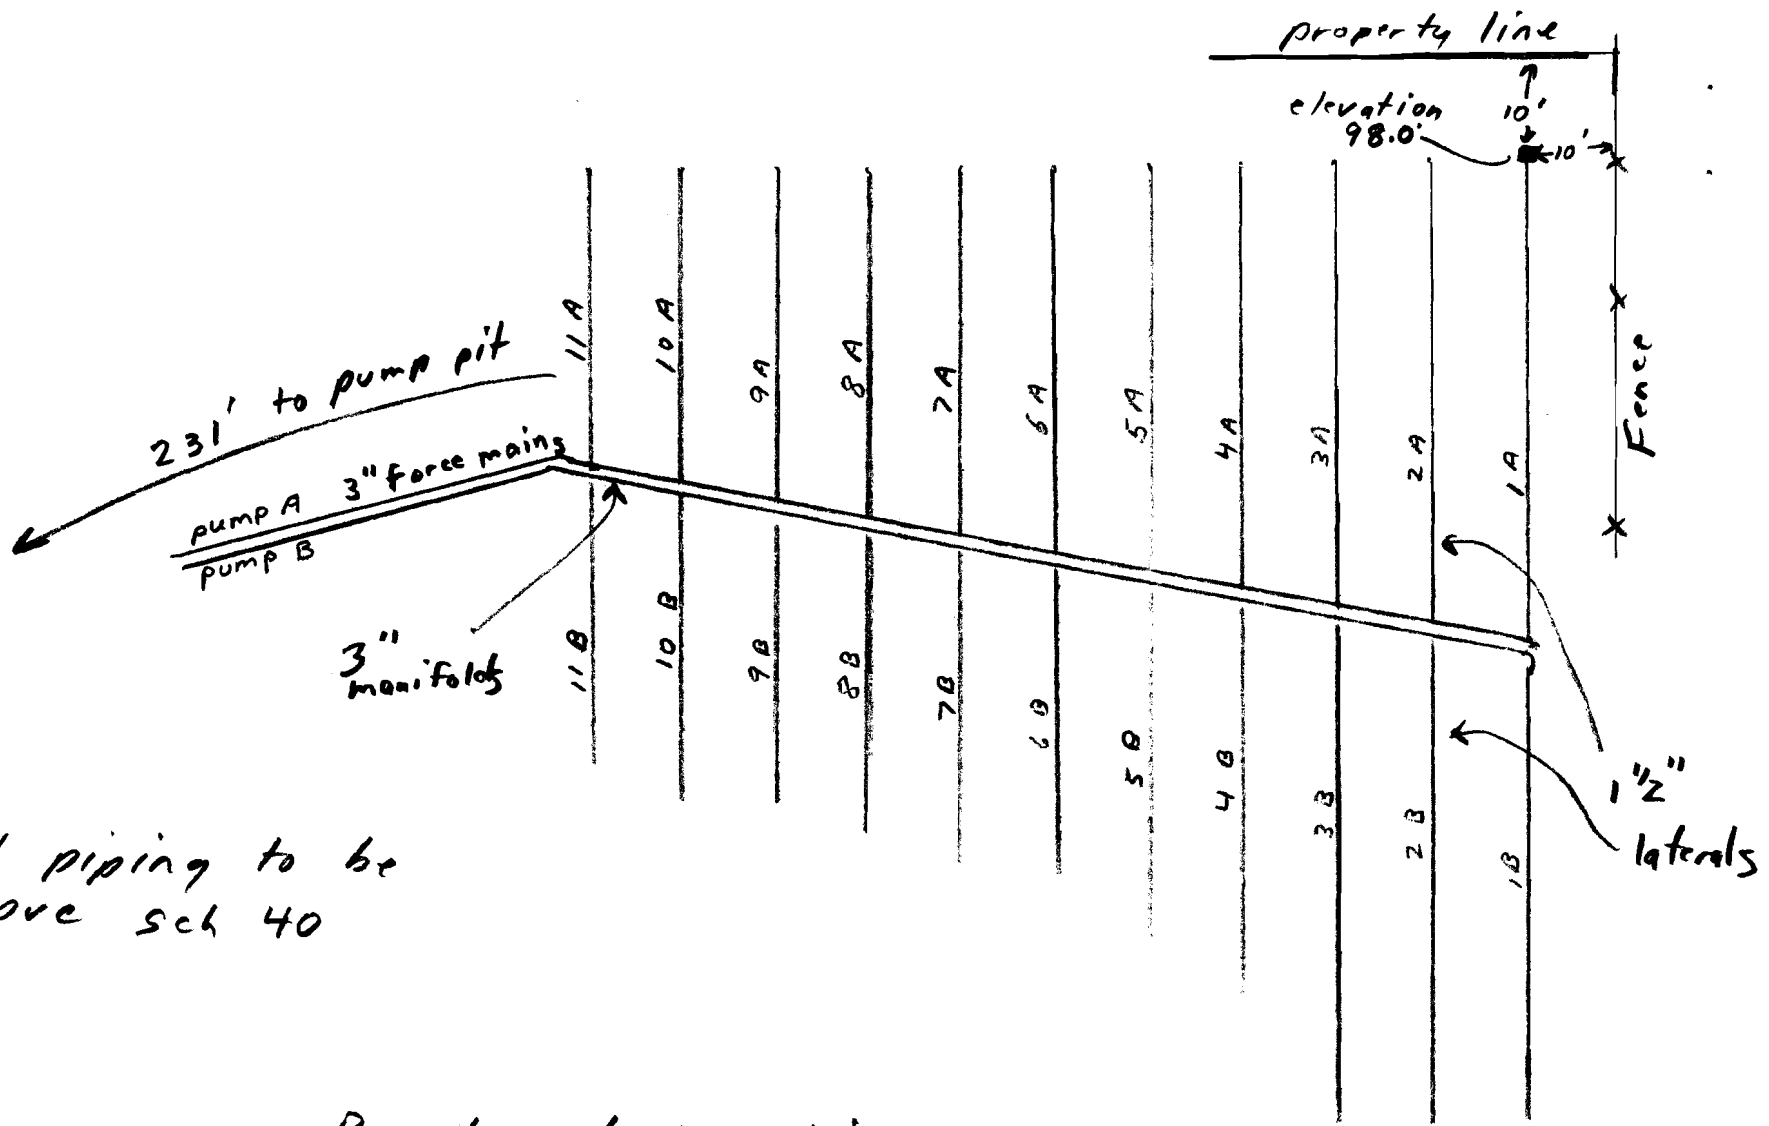 property line
elevation
98.0'
10'
10'
Fence
11A
10A
9A
8A
7A
6A
5A
4A
3A
2A
1A
231' to pump pit
3" force mains
pump A
pump B
3"
manifolds
11B
10B
9B
8B
7B
6B
5B
4B
3B
2B
1B
1 1/2"
laterals
piping to be
sch 40